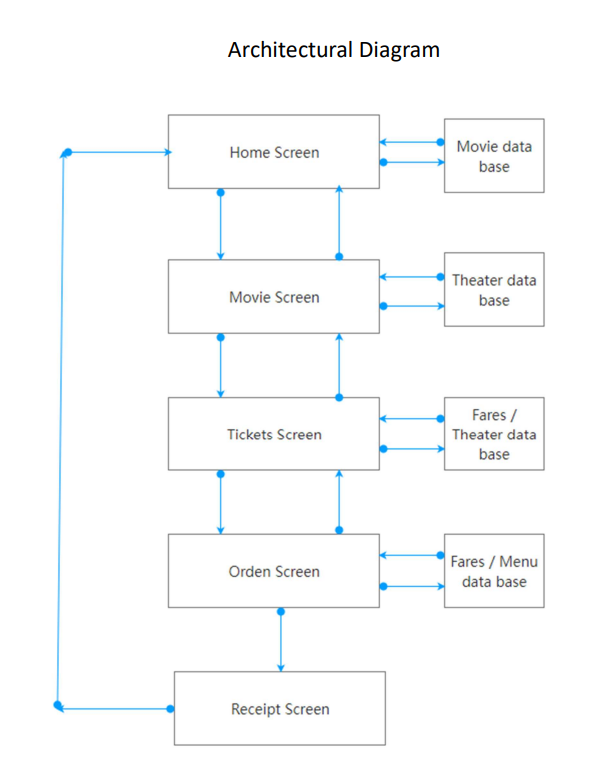 Architectural Diagram
Home Screen
Movie data
base
Movie Screen
Theater data
base
Tickets Screen
Fares /
Theater data
base
Orden Screen
Fares / Menu
data base
Receipt Screen